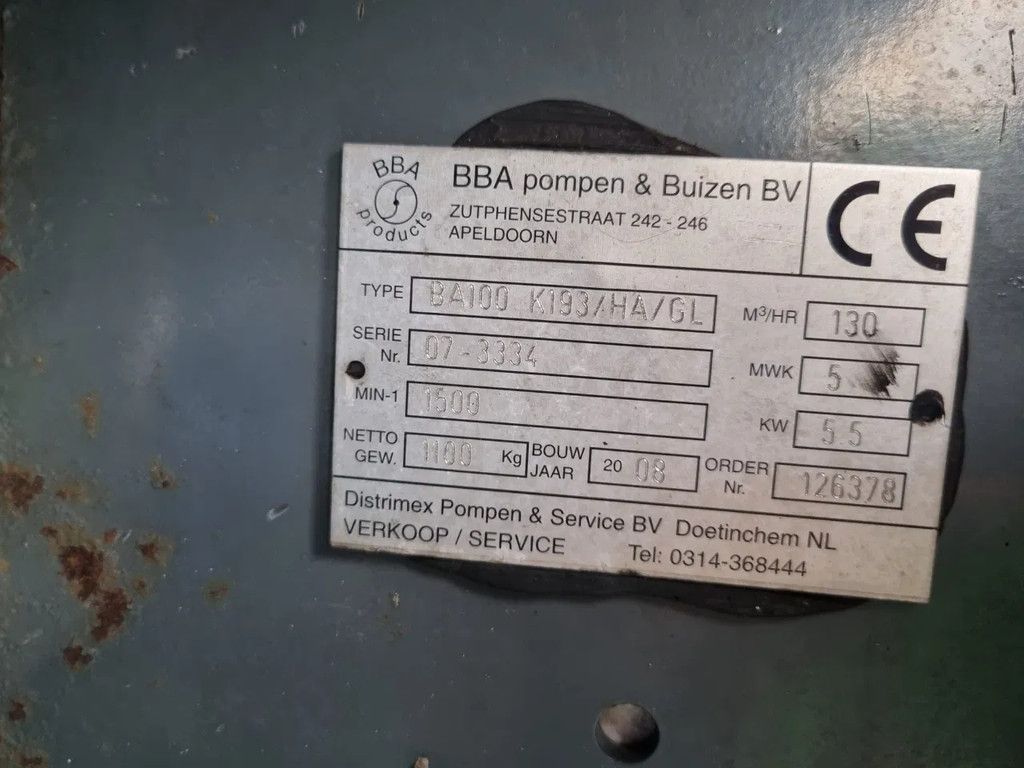 BBA products
BBA pompen & Buizen BV
ZUTPHENSESTRAAT 242 - 246
APELDOORN
CE
TYPE BA100 K193/HA/GL
M³/HR 130
SERIE Nr. 07-3334
MWK 5
MIN-1 1500
KW 5.5
NETTO GEW. 1100 Kg
BOUW JAAR 20 08
ORDER Nr. 126378
Distrimex Pompen & Service BV Doetinchem NL
VERKOOP / SERVICE Tel: 0314-368444